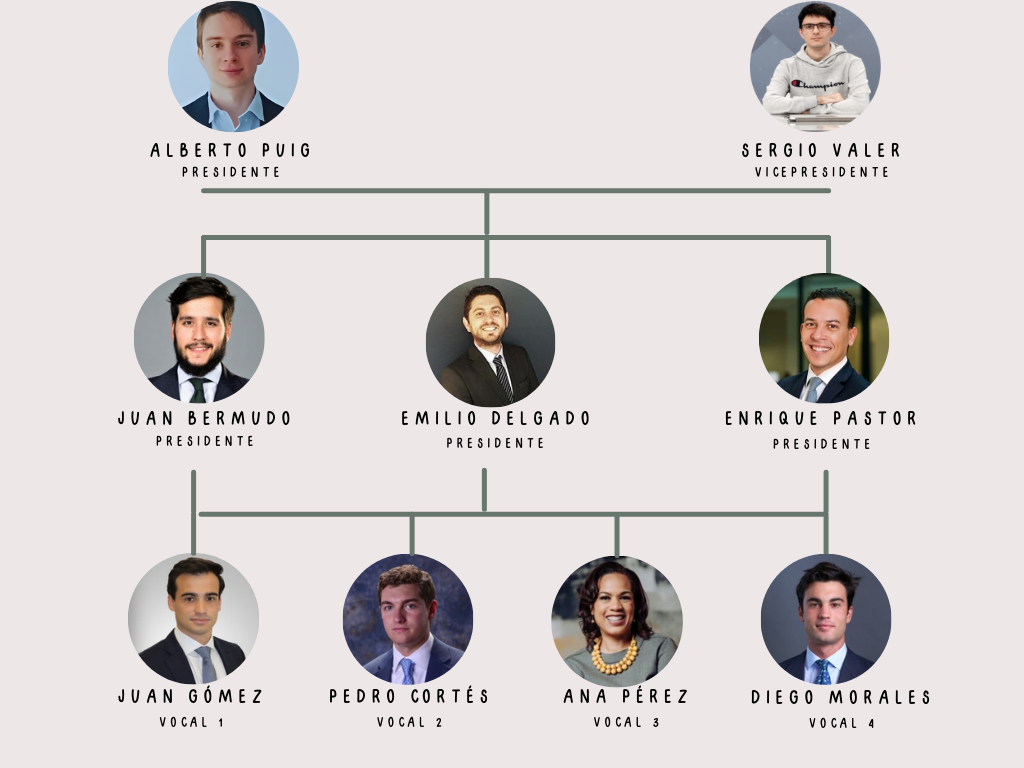 Champion
ALBERTO PUIG
PRESIDENTE
SERGIO VALER
VICEPRESIDENTE
JUAN BERMUDO
PRESIDENTE
EMILIO DELGADO
PRESIDENTE
ENRIQUE PASTOR
PRESIDENTE
JUAN GÓMEZ
VOCAL 1
PEDRO CORTÉS
VOCAL 2
ANA PÉREZ
VOCAL 3
DIEGO MORALES
VOCAL 4